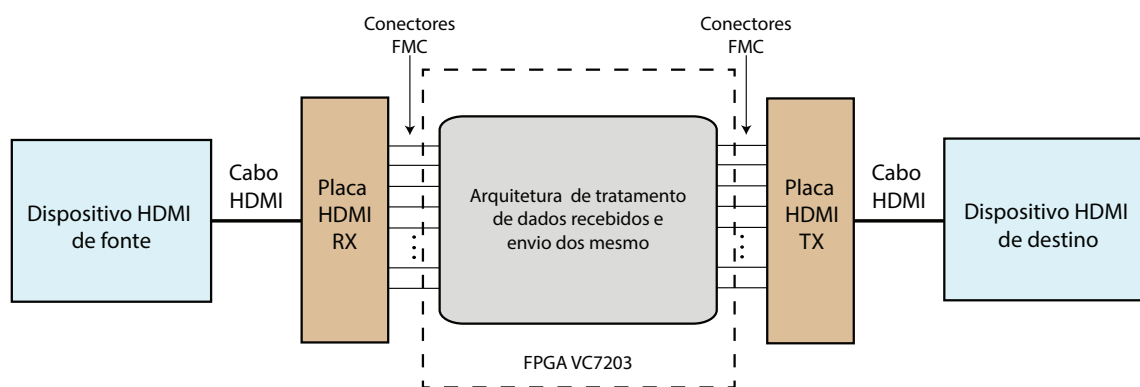 Conectores
FMC
Conectores
FMC
Dispositivo HDMI
de fonte
Cabo
HDMI
Placa
HDMI
RX
Arquitetura de tratamento
de dados recebidos e
envio dos mesmo
Placa
HDMI
TX
Cabo
HDMI
Dispositivo HDMI
de destino
FPGA VC7203